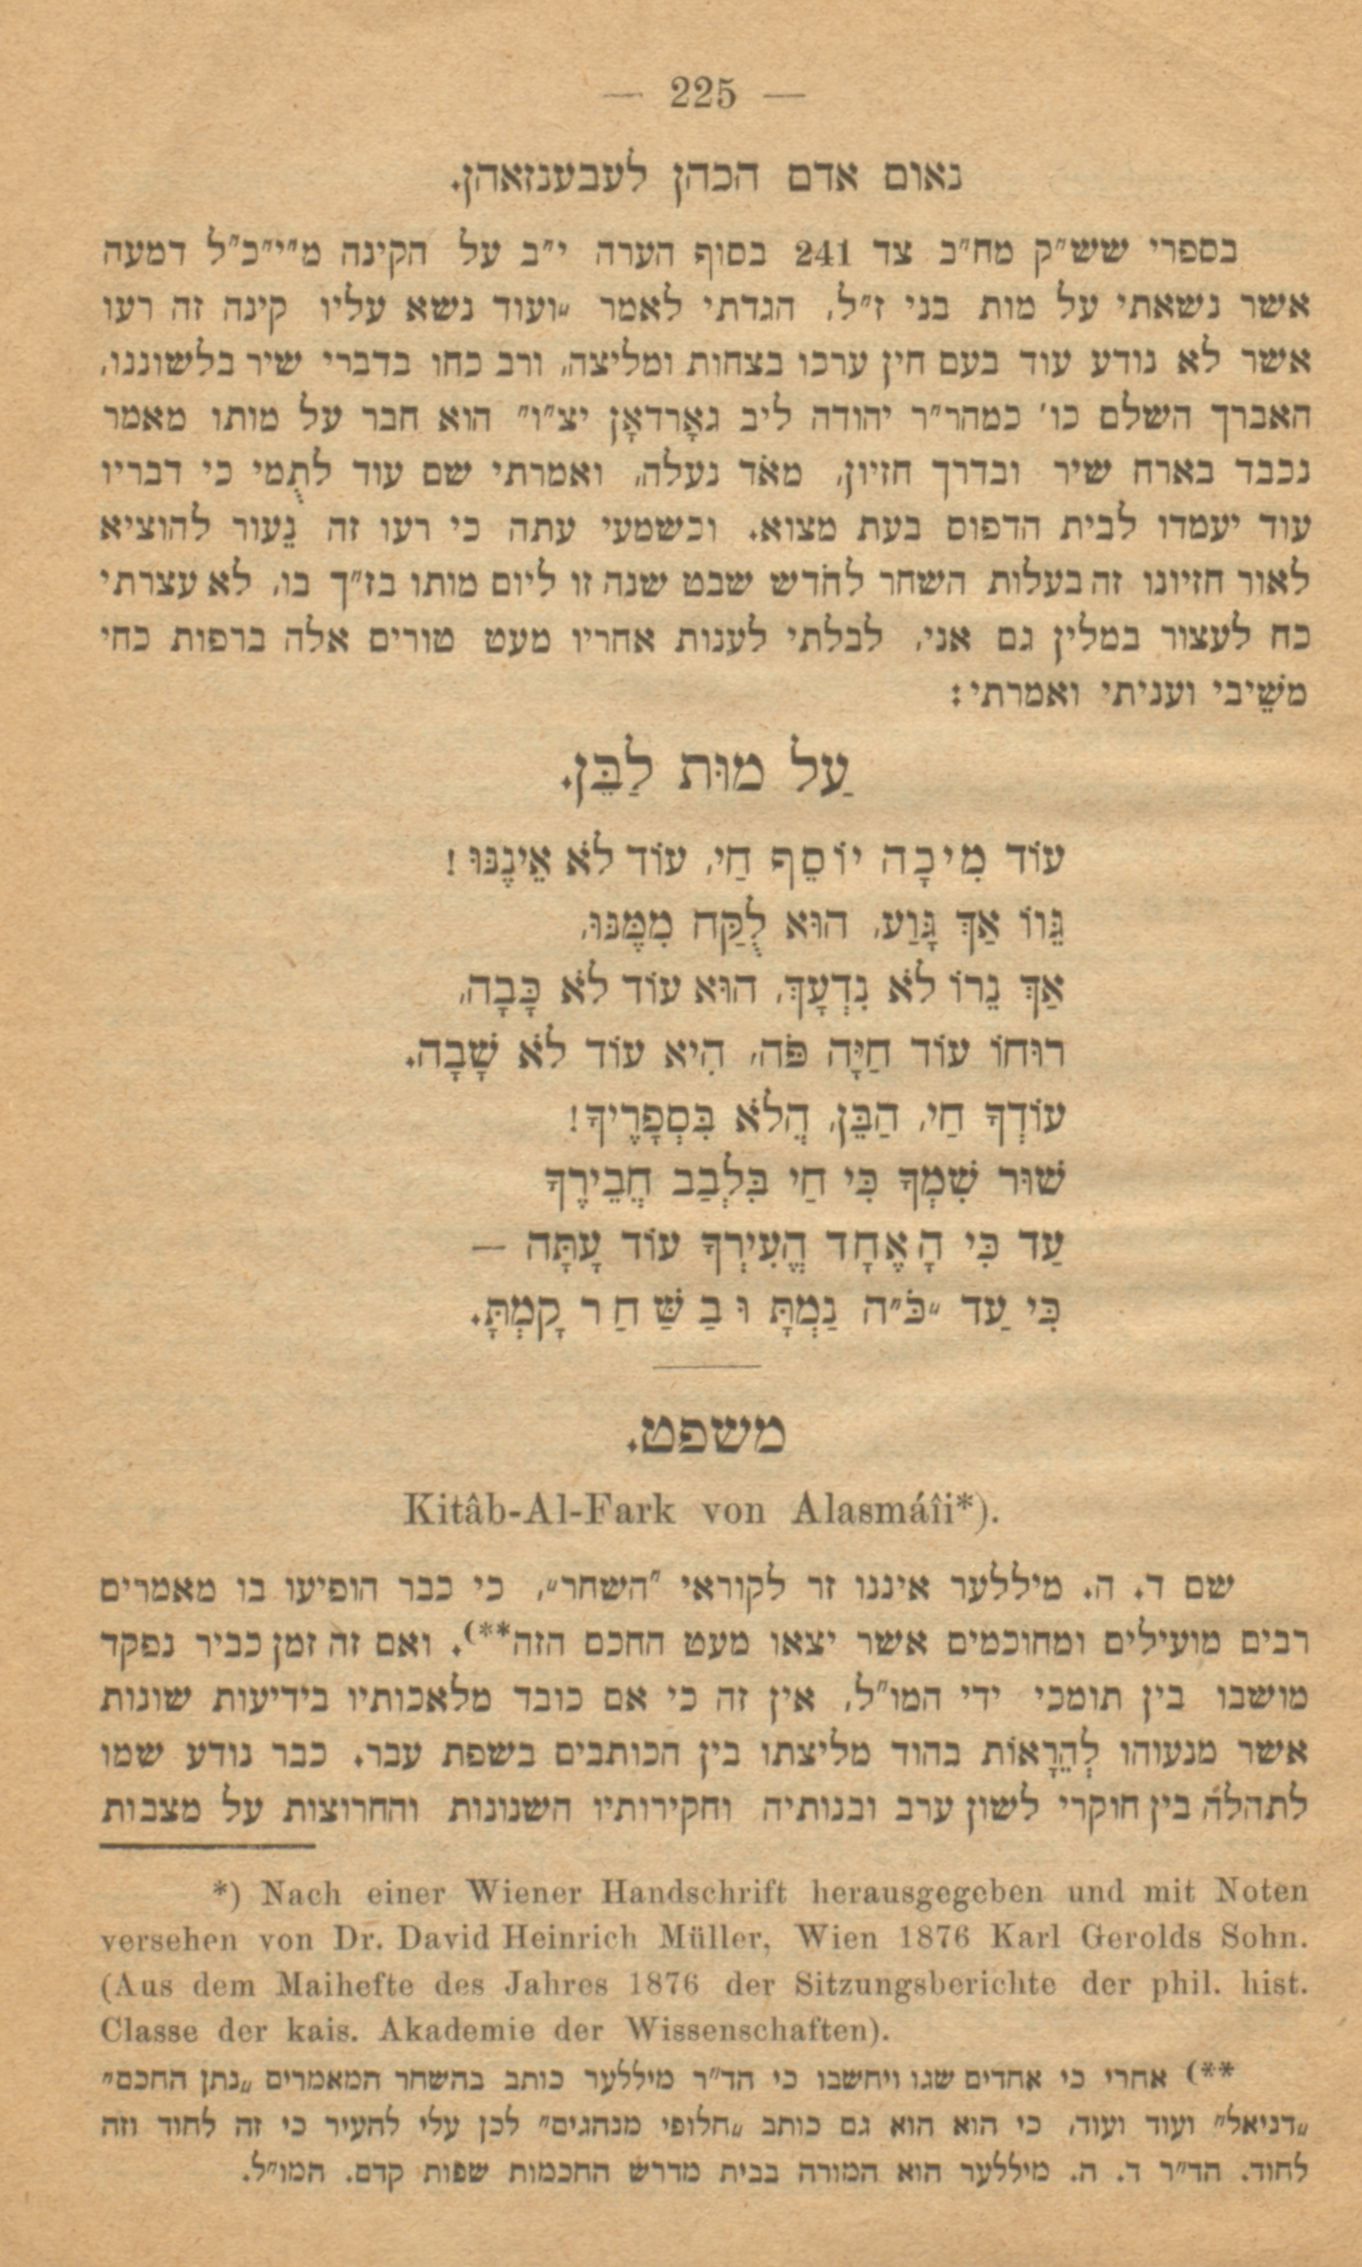 — 225 —
נאום אדם הכהן לעבענזאהן.
בספרי שש״ק מח״ב צד 241 בסוף הערה י״ב על הקינה מ״י״כ״ל דמעה
אשר נשאתי על מות בני ז״ל, הגדתי לאמר „ועוד נשא עליו קינה זה רעו
אשר לא נודע עוד בעם חין ערכו בצחות ומליצה, ורב כחו בדברי שיר בלשוננו,
האברך השלם כו׳ כמהר״ר יהודה ליב גאָרדאָן יצ״ו״ הוא חבר על מותו מאמר
נכבד בארח שיר ובדרך חזיון, מאֹד נעלה, ואמרתי שם עוד לתֻמי כי דבריו
עוד יעמדו לבית הדפוס בעת מצוא. וכשמעי עתה כי רעו זה נֵעור להוציא
לאור חזיונו זה בעלות השחר לחֹדש שבט שנה זו ליום מותו בז״ך בו, לא עצרתי
כח לעצור במלין גם אני, לבלתי לענות אחריו מעט טורים אלה ברפות כחי
משֵׂיבי ועניתי ואמרתי:
עַל מוּת לַבֵּן.
עוֹד מִיכָה יוֹסֵף חַי, עוֹד לֹא אֵינֶנּוּ!
גֵּווֹ אַךְ גָּוַע, הוּא לֻקַּח מִמֶּנּוּ,
אַךְ נֵרוֹ לֹא נִדְעָךְ, הוּא עוֹד לֹא כָּבָה,
רוּחוֹ עוֹד חַיָּה פֹּה, הִיא עוֹד לֹא שָׁבָה.
עוֹדְךָ חַי, הַבֵּן, הֲלֹא בִּסְפָרֶיךָ!
שׁוּר שִׁמְךָ כִּי חַי בִּלְבַב חֲבֵירֶךָ
עַד כִּי הָאֶחָד הֱעִירְךָ עוֹד עָתָּה —
כִּי עַד „כֹּ״ה נַמְתָּ וּבַשַּׁחַר קָמְתָּ.
משפט.
Kitâb-Al-Fark von Alasmáîi*).
שם ד. ה. מיללער איננו זר לקוראי ״השחר„, כי כבר הופיעו בו מאמרים
רבים מועילים ומחוכמים אשר יצאו מעט החכם הזה**). ואם זה זמן כביר נפקד
מושבו בין תומכי ידי המו״ל, אין זה כי אם כובד מלאכותיו בידיעות שונות
אשר מנעוהו לְהֵרָאוֹת בהוד מליצתו בין הכותבים בשפת עבר. כבר נודע שמו
לתהלה בין חוקרי לשון ערב ובנותיה וחקירותיו השנונות והחרוצות על מצבות
*) Nach einer Wiener Handschrift herausgegeben und mit Noten
versehen von Dr. David Heinrich Müller, Wien 1876 Karl Gerolds Sohn.
(Aus dem Maihefte des Jahres 1876 der Sitzungsberichte der phil. hist.
Classe der kais. Akademie der Wissenschaften).
**) אחרי כי אחדים שגו ויחשבו כי הד״ר מיללער כותב בהשחר המאמרים „נתן החכם״
„דניאל״ ועוד ועוד, כי הוא הוא גם כותב „חלופי מנהגים״ לכן עלי להעיר כי זה לחוד וזה
לחוד. הד״ר ד. ה. מיללער הוא המורה בבית מדרש החכמות שפות קדם. המו״ל.